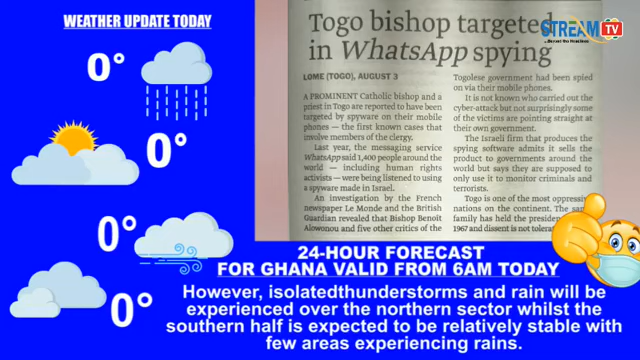 WEATHER UPDATE TODAY
0°
0°
0°
0°
STREAM TV
Togo bishop targeted
in WhatsApp spying
LOME (TOGO), AUGUST 3
A PROMINENT Catholic bishop and a
priest in Togo are reported to have been
targeted by spyware on their mobile
phones — the first known cases that
involve members of the clergy.
Last year, the messaging service
WhatsApp said 1,400 people around the
world — including human rights
activists — were being listened to using
a spyware made in Israel.
An investigation by the French
newspaper Le Monde and the British
Guardian revealed that Bishop Benoît
Alowonou and five other critics of the
Togolese government had been spied
on via their mobile phones.
It is not known who carried out the
cyber-attack but not surprisingly some
of the victims are pointing straight at
their own government.
The Israeli firm that produces the
spying software admits it sells the
product to governments around the
world but says they are supposed to
only use it to monitor criminals and
terrorists.
Togo is one of the most oppressi
nations on the continent. The sam
family has held the presiden
1967 and dissent is not tolerat
24-HOUR FORECAST
FOR GHANA VALID FROM 6AM TODAY
However, isolatedthunderstorms and rain will be
experienced over the northern sector whilst the
southern half is expected to be relatively stable with
few areas experiencing rains.